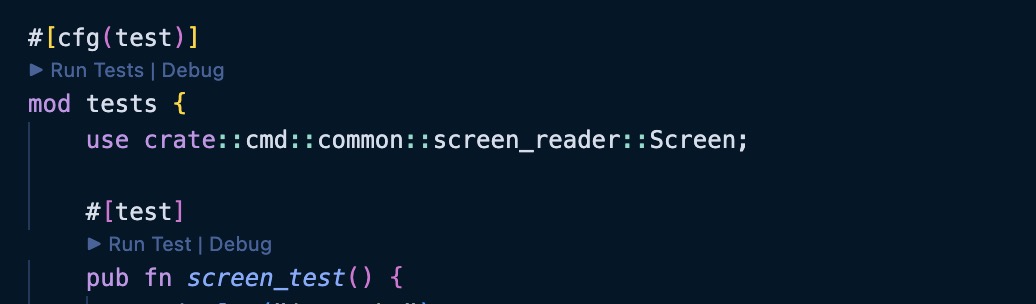 #[cfg(test)]
▶ Run Tests | Debug
mod tests {
use crate::cmd::common::screen_reader::Screen;
#[test]
▶ Run Test | Debug
pub fn screen_test() {